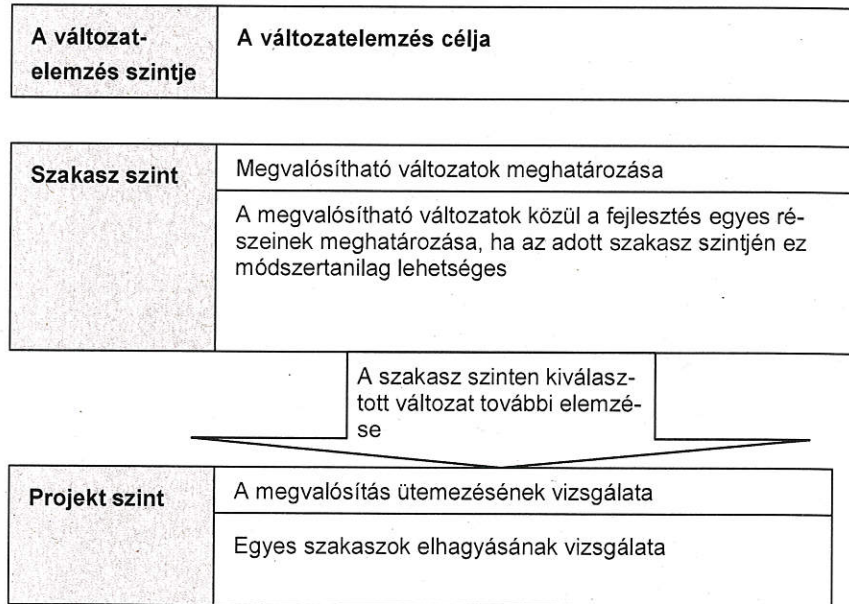 A változat-
elemzés szintje
A változatelemzés célja
Szakasz szint
Megvalósítható változatok meghatározása
A megvalósítható változatok közül a fejlesztés egyes ré-
szeinek meghatározása, ha az adott szakasz szintjén ez
módszertanilag lehetséges
A szakasz szinten kiválasz-
tott változat további elemzé-
se
Projekt szint
A megvalósítás ütemezésének vizsgálata
Egyes szakaszok elhagyásának vizsgálata